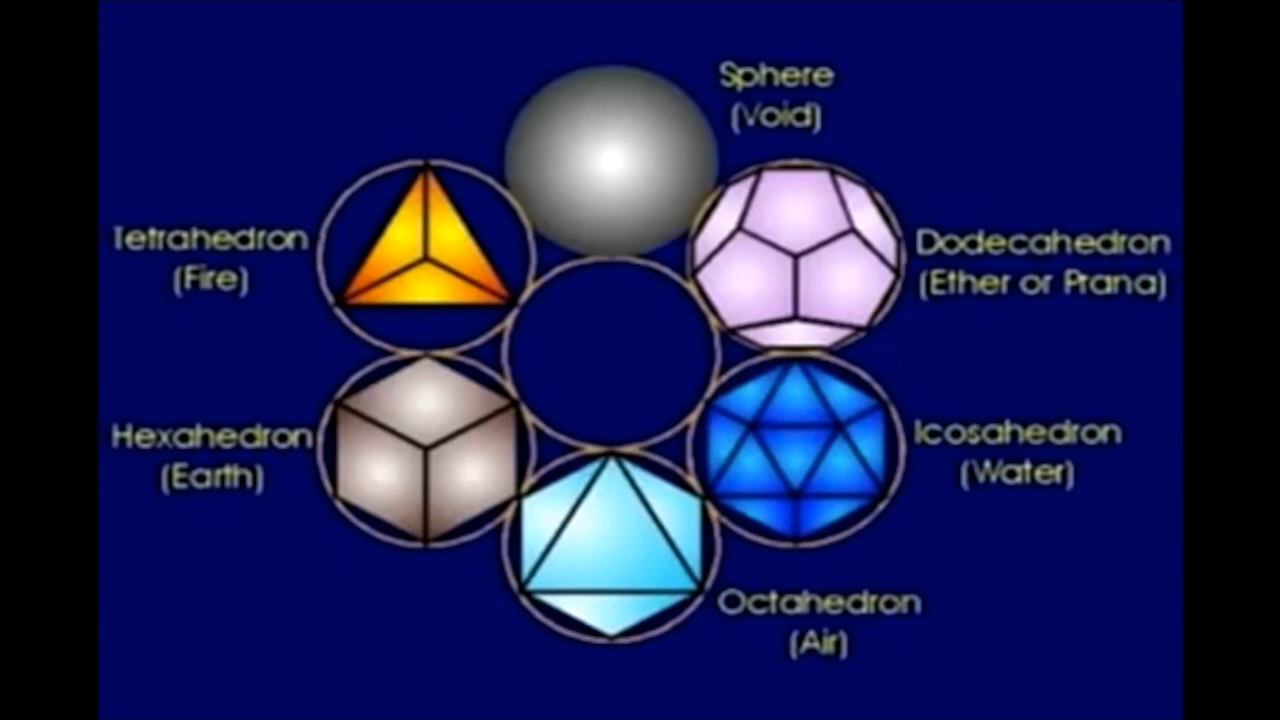 Sphere
(Void)
Tetrahedron
(Fire)
Dodecahedron
(Ether or Prana)
Hexahedron
(Earth)
Icosahedron
(Water)
Octahedron
(Air)